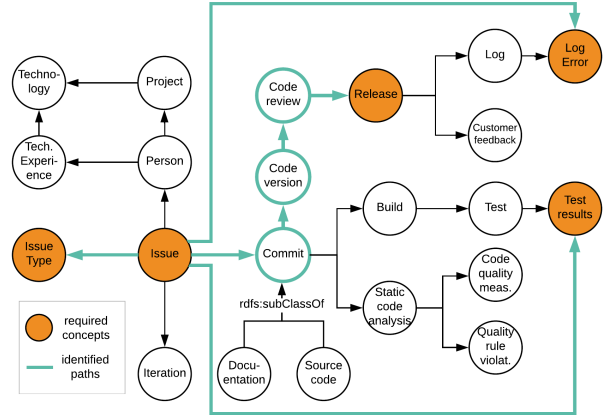 Techno-
logy
Project
Code
review
Release
Log
Log
Error
Tech.
Experi-
ence
Person
Code
version
Customer
feedback
Build
Test
Test
results
Issue
Type
Issue
Commit
Code
quality
meas.
rdfs:subClassOf
Static
code
analysis
required
concepts
identified
paths
Iteration
Docu-
mentation
Source
code
Quality
rule
violat.